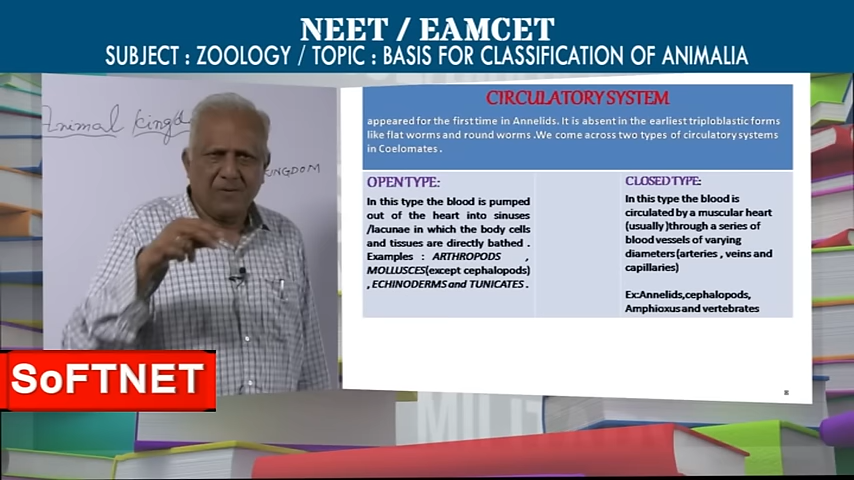 NEET / EAMCET
SUBJECT : ZOOLOGY / TOPIC : BASIS FOR CLASSIFICATION OF ANIMALIA
Animal kingd
KINGDOM
CIRCULATORY SYSTEM
appeared for the first time in Annelids. It is absent in the earliest triploblastic forms
like flat worms and round worms .We come across two types of circulatory systems
in Coelomates .
OPEN TYPE:
In this type the blood is pumped
out of the heart into sinuses
/lacunae in which the body cells
and tissues are directly bathed .
Examples : ARTHROPODS ,
MOLLUSCES(except cephalopods)
, ECHINODERMS and TUNICATES .
CLOSED TYPE:
In this type the blood is
circulated by a muscular heart
(usually)through a series of
blood vessels of varying
diameters(arteries , veins and
capillaries)
Ex:Annelids,cephalopods,
Amphioxus and vertebrates
SoFTNET
MILIT